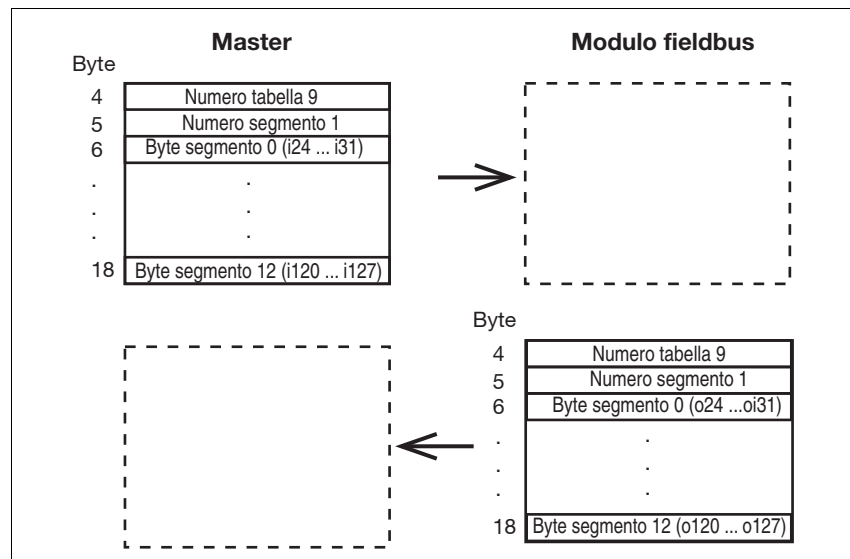 Master
Modulo fieldbus
Byte
4 Numero tabella 9
5 Numero segmento 1
6 Byte segmento 0 (i24 ... i31)
. .
. .
. .
18 Byte segmento 12 (i120 ... i127)
Byte
4 Numero tabella 9
5 Numero segmento 1
6 Byte segmento 0 (o24 ...oi31)
. .
. .
. .
18 Byte segmento 12 (o120 ... o127)